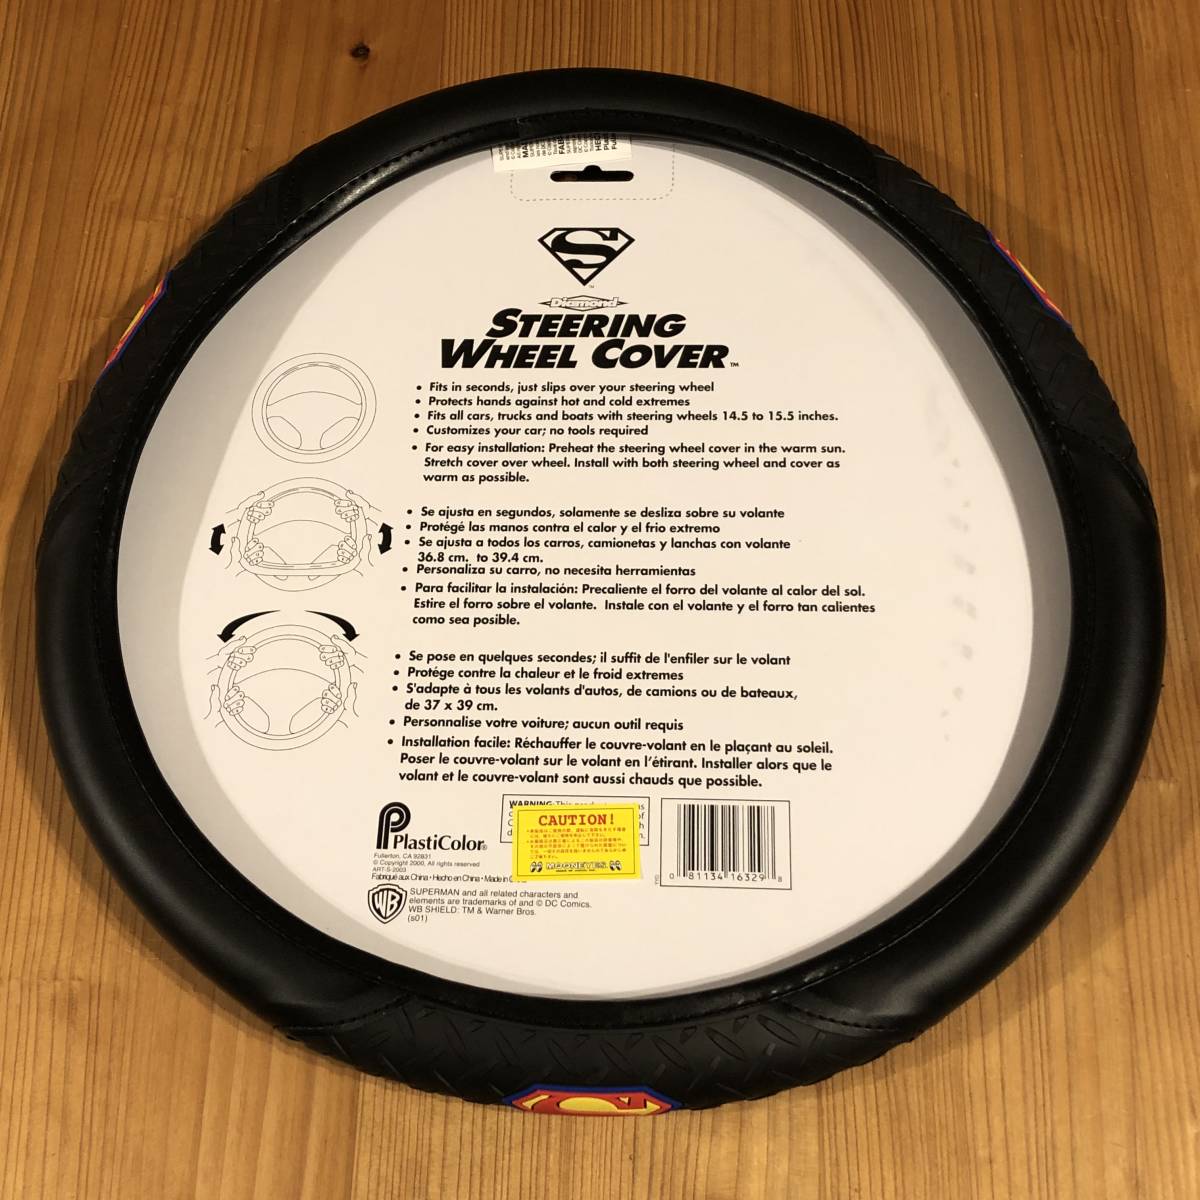 S
Diamond
STEERING
WHEEL COVER™
• Fits in seconds, just slips over your steering wheel
• Protects hands against hot and cold extremes
• Fits all cars, trucks and boats with steering wheels 14.5 to 15.5 inches.
• Customizes your car; no tools required
• For easy installation: Preheat the steering wheel cover in the warm sun.
Stretch cover over wheel. Install with both steering wheel and cover as
warm as possible.
• Se ajusta en segundos, solamente se desliza sobre su volante
• Protégé las manos contra el calor y el frio extremo
• Se ajusta a todos los carros, camionetas y lanchas con volante
36.8 cm. to 39.4 cm.
• Personaliza su carro, no necesita herramientas
• Para facilitar la instalación: Precaliente el forro del volante al calor del sol.
Estire el forro sobre el volante. Instale con el volante y el forro tan calientes
como sea posible.
• Se pose en quelques secondes; il suffit de l'enfiler sur le volant
• Protége contre la chaleur et le froid extremes
• S'adapte à tous les volants d'autos, de camions ou de bateaux,
de 37 x 39 cm.
• Personnalise votre voiture; aucun outil requis
• Installation facile: Réchauffer le couvre-volant en le plaçant au soleil.
Poser le couvre-volant sur le volant en l'étirant. Installer alors que le
volant et le couvre-volant sont aussi chauds que possible.
PlastiColor®
Fullerton, CA 92831
© Copyright 2000, All rights reserved
ART-S-2003
Fabriqué aux China • Hecho en China • Made in
WB
SUPERMAN and all related characters and
elements are trademarks of and © DC Comics.
WB SHIELD: TM & Warner Bros.
(s01)
WARNING: This
CAUTION!
MOONEYES
0 81134 16329 8